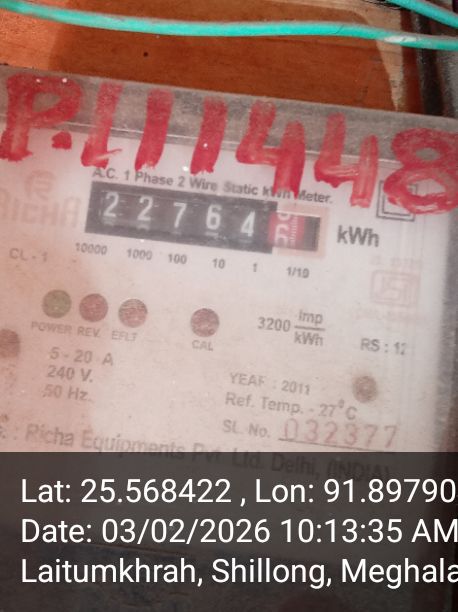 P.111448
A.C. 1 Phase 2 Wire Static kWh Meter.
22764
kWh
CL - 1
10000 1000 100 10 1 1/10
POWER REV. EFLT
CAL
3200 Imp
kWh
RS : 12
5 - 20 A
240 V.
50 Hz.
YEAR : 2011
Ref. Temp. - 27°C
SL. No. 032377
Richa Equipments Pvt. Ltd. Delhi, (INDIA)
Lat: 25.568422 , Lon: 91.89790
Date: 03/02/2026 10:13:35 AM
Laitumkhrah, Shillong, Meghala